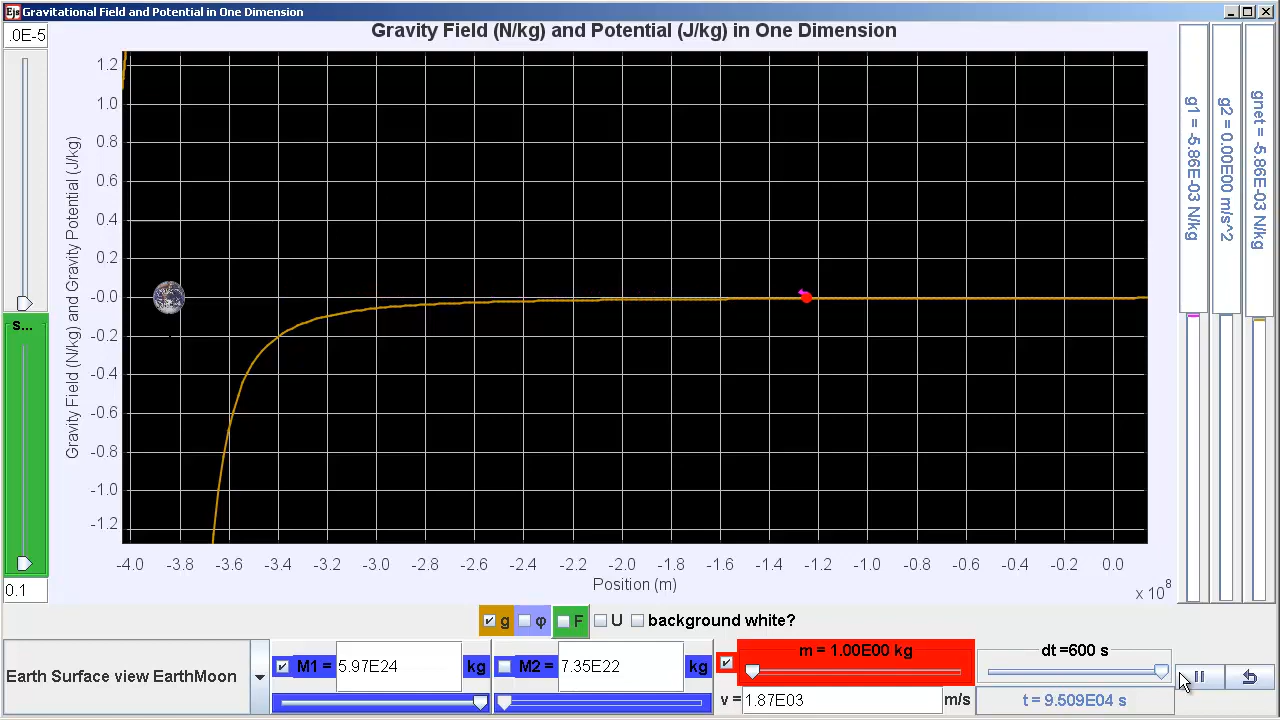 Ejs Gravitational Field and Potential in One Dimension
Gravity Field (N/kg) and Potential (J/kg) in One Dimension
.0E-5
s...
0.1
Gravity Field (N/kg) and Gravity Potential (J/kg)
1.2
1.0
0.8
0.6
0.4
0.2
-0
-0.2
-0.4
-0.6
-0.8
-1.0
-1.2
-4.0 -3.8 -3.6 -3.4 -3.2 -3.0 -2.8 -2.6 -2.4 -2.2 -2.0 -1.8 -1.6 -1.4 -1.2 -1.0 -0.8 -0.6 -0.4 -0.2 0.0
Position (m)
x 10^8
g1 = -5.86E-03 N/kg
g2 = 0.00E00 m/s^2
gnet = -5.86E-03 N/kg
g φ F U background white?
Earth Surface view EarthMoon
M1 = 5.97E24 kg
M2 = 7.35E22 kg
m = 1.00E00 kg
v = 1.87E03 m/s
dt =600 s
t = 9.509E04 s